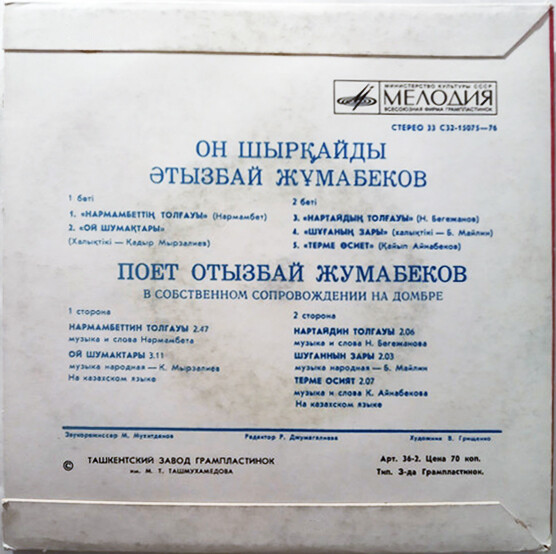 МИНИСТЕРСТВО КУЛЬТУРЫ СССР
МЕЛОДИЯ
ВСЕСОЮЗНАЯ ФИРМА ГРАМПЛАСТИНОК
СТЕРЕО 33 С32-15075—76
ОН ШЫРҚАЙДЫ
ӘТЫЗБАЙ ЖҰМАБЕКОВ
1 беті
1. «НАРМАМБЕТТІҢ ТОЛҒАУЫ» (Нармамбет)
2. «ОЙ ШУМАҚТАРЫ»
(Халықтікі — Қадыр Мырзалиев)
2 беті
3. «НАРТАЙДЫҢ ТОЛҒАУЫ» (Н. Бегежанов)
4. «ШҰҒАНЫҢ ЗАРЫ» (халықтікі — Б. Майлин)
5. «ТЕРМЕ ӨСИЕТ» (Қайып Айнабеков)
ПОЕТ ОТЫЗБАЙ ЖУМАБЕКОВ
В СОБСТВЕННОМ СОПРОВОЖДЕНИИ НА ДОМБРЕ
1 сторона
НАРМАМБЕТТИН ТОЛГАУЫ 2.47
музыка и слова Нармамбета
ОЙ ШУМАКТАРЫ 3.11
музыка народная — К. Мырзалиев
На казахском языке
2 сторона
НАРТАЙДИН ТОЛГАУЫ 2.06
музыка и слова Н. Бегежанова
ШУГАННЫН ЗАРЫ 2.03
музыка народная — Б. Майлин
ТЕРМЕ ОСИЯТ 2.07
музыка и слова К. Айнабекова
На казахском языке
Звукорежиссер М. Мухитдинов
Редактор Р. Джумагалиева
Художник В. Грищенко
© ТАШКЕНТСКИЙ ЗАВОД ГРАМПЛАСТИНОК
им. М. Т. ТАШМУХАМЕДОВА
Арт. 36-2. Цена 70 коп.
Тип. З-да Грампластинок.